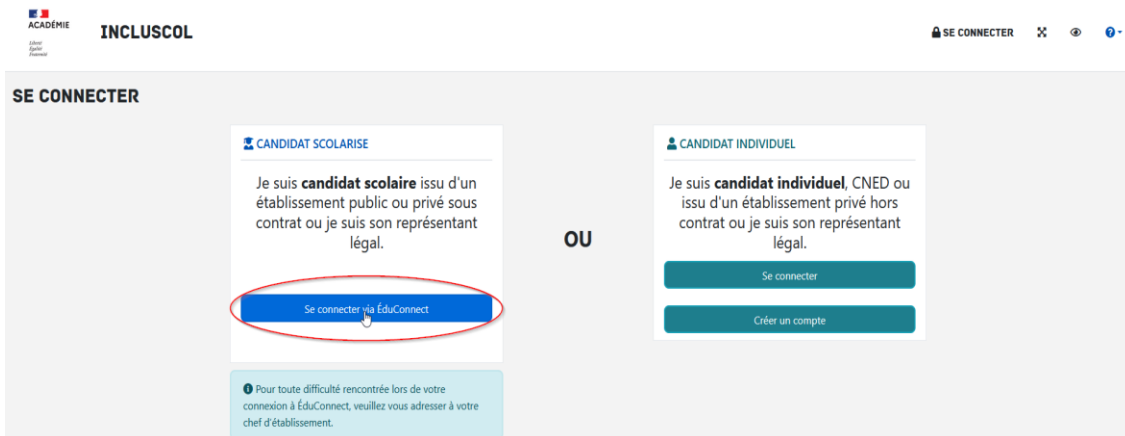 ACADÉMIE
Liberté
Égalité
Fraternité
INCLUSCOL
SE CONNECTER
?
SE CONNECTER
CANDIDAT SCOLARISE
Je suis candidat scolaire issu d'un
établissement public ou privé sous
contrat ou je suis son représentant
légal.
Se connecter via ÉduConnect
Pour toute difficulté rencontrée lors de votre
connexion à ÉduConnect, veuillez vous adresser à votre
chef d'établissement.
OU
CANDIDAT INDIVIDUEL
Je suis candidat individuel, CNED ou
issu d'un établissement privé hors
contrat ou je suis son représentant
légal.
Se connecter
Créer un compte